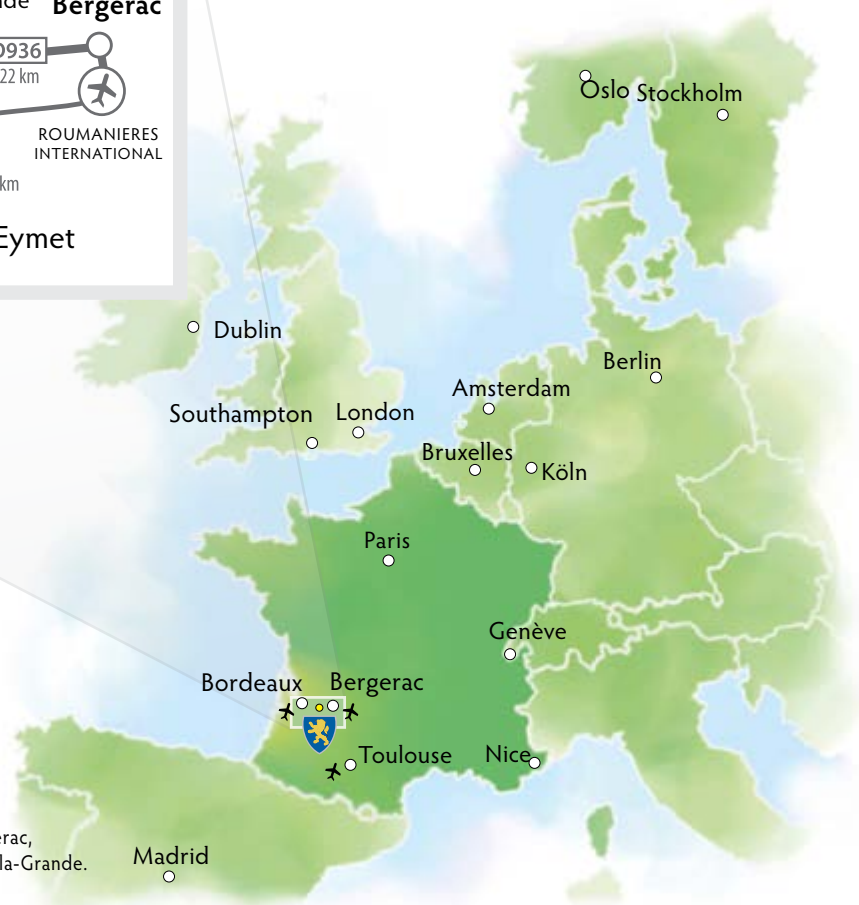 Bergerac
D936
22 km
ROUMANIERES
INTERNATIONAL
km
Eymet
Oslo
Stockholm
Dublin
Berlin
Amsterdam
Southampton
London
Bruxelles
Köln
Paris
Genève
Bordeaux
Bergerac
Toulouse
Nice
la-Grande.
Madrid